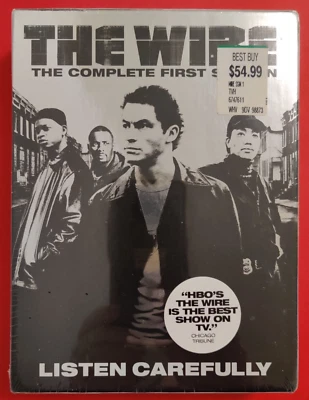 THE WIRE
THE COMPLETE FIRST S N
BEST BUY
$54.99
TVH
"HBO'S
THE WIRE
IS THE BEST
SHOW ON
TV."
CHICAGO
TRIBUNE
LISTEN CAREFULLY